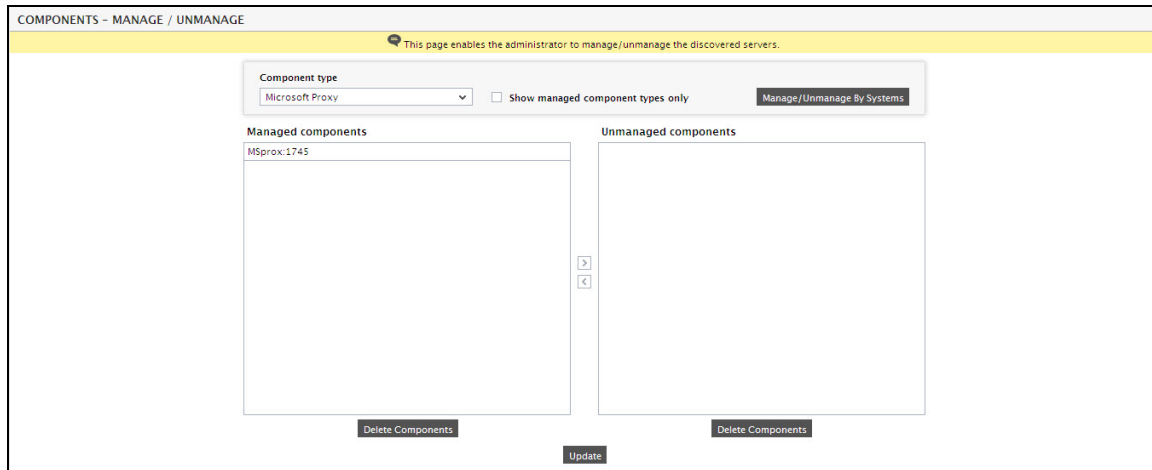 COMPONENTS – MANAGE / UNMANAGE
This page enables the administrator to manage/unmanage the discovered servers.
Component type
Microsoft Proxy
Show managed component types only
Manage/Unmanage By Systems
Managed components
Unmanaged components
MSprox:1745
>
<
Delete Components
Delete Components
Update